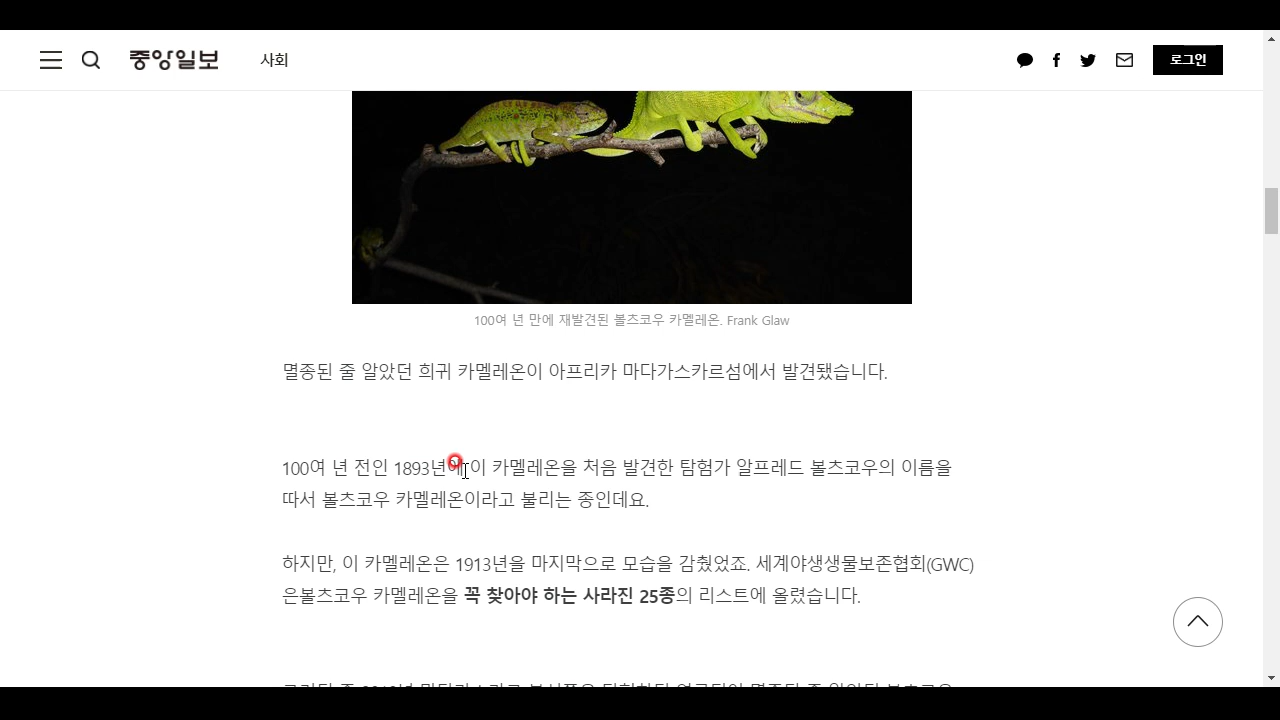 중앙일보
사회
로그인
100여 년 만에 재발견된 볼츠코우 카멜레온. Frank Glaw
멸종된 줄 알았던 희귀 카멜레온이 아프리카 마다가스카르섬에서 발견됐습니다.
100여 년 전인 1893년에 이 카멜레온을 처음 발견한 탐험가 알프레드 볼츠코우의 이름을
따서 볼츠코우 카멜레온이라고 불리는 종인데요.
하지만, 이 카멜레온은 1913년을 마지막으로 모습을 감췄었죠. 세계야생생물보존협회(GWC)
은볼츠코우 카멜레온을 꼭 찾아야 하는 사라진 25종의 리스트에 올렸습니다.